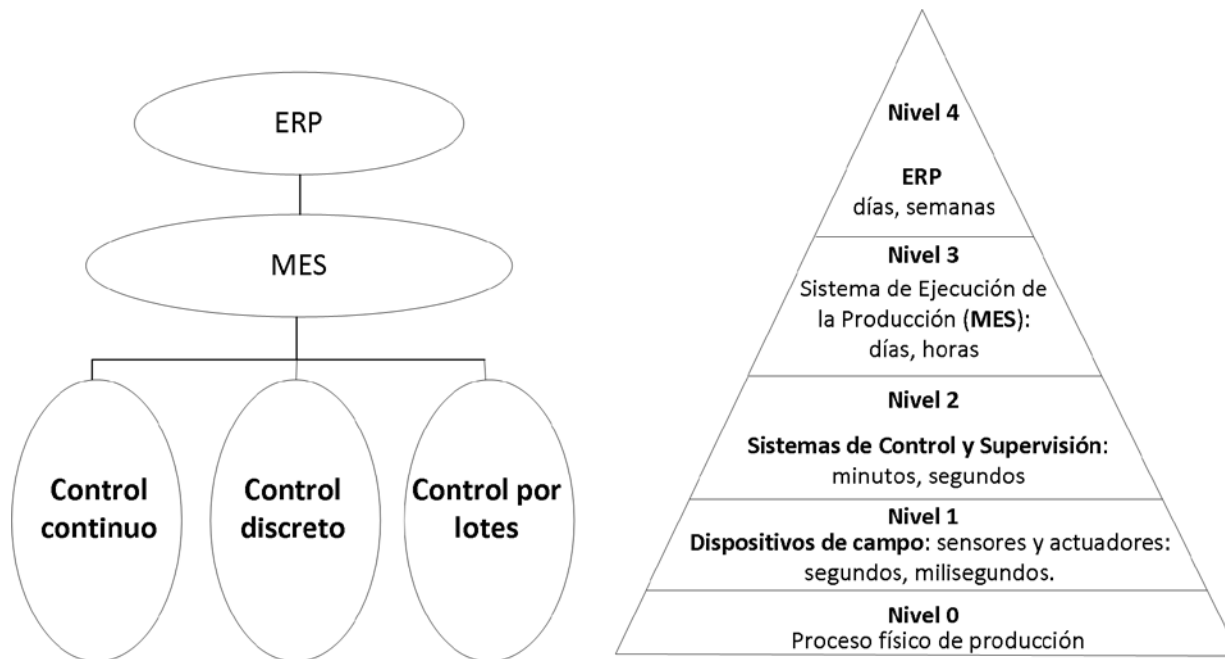 ERP
MES
Control
continuo
Control
discreto
Control por
lotes
Nivel 4
ERP
días, semanas
Nivel 3
Sistema de Ejecución de
la Producción (MES):
días, horas
Nivel 2
Sistemas de Control y Supervisión:
minutos, segundos
Nivel 1
Dispositivos de campo: sensores y actuadores:
segundos, milisegundos.
Nivel 0
Proceso físico de producción